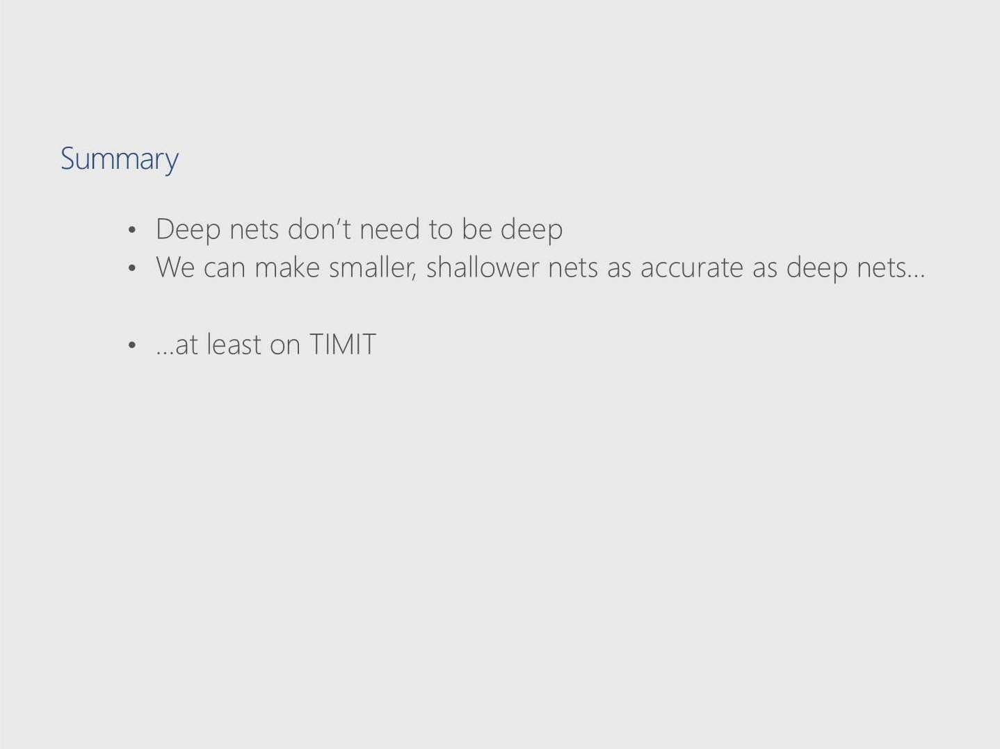 Summary
• Deep nets don’t need to be deep
• We can make smaller, shallower nets as accurate as deep nets…
• …at least on TIMIT